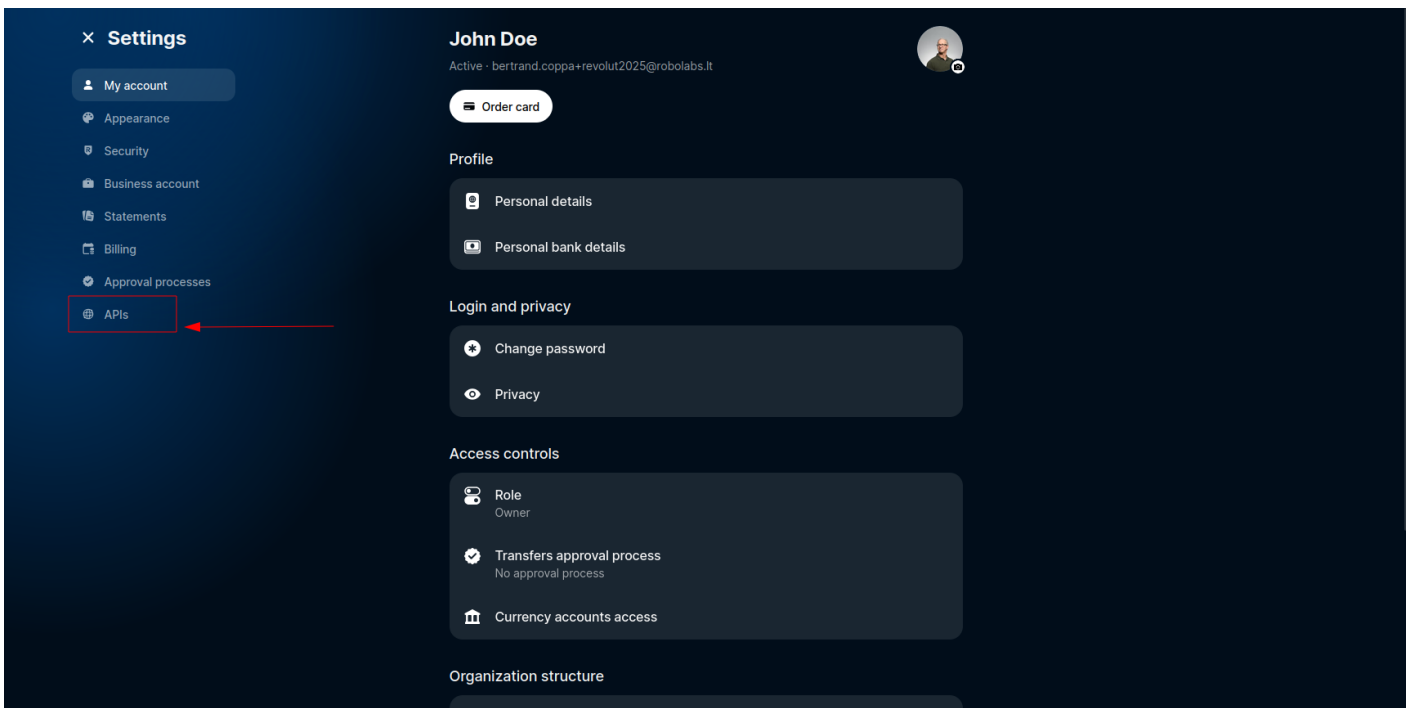 Settings
My account
Appearance
Security
Business account
Statements
Billing
Approval processes
APIs
John Doe
Active · bertrand.coppa+revolut2025@robolabs.lt
Order card
Profile
Personal details
Personal bank details
Login and privacy
Change password
Privacy
Access controls
Role
Owner
Transfers approval process
No approval process
Currency accounts access
Organization structure